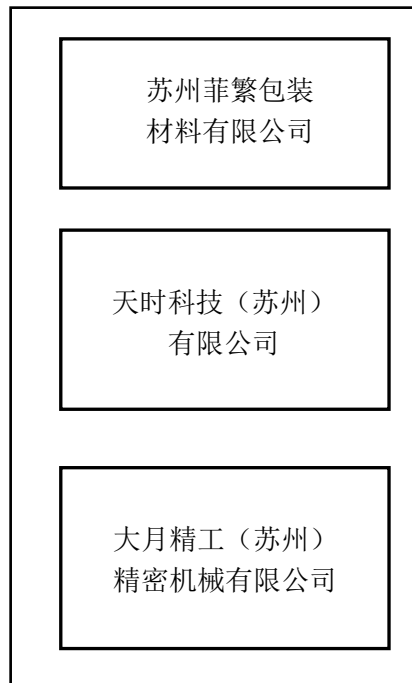 苏州菲繁包装
材料有限公司
天时科技（苏州）
有限公司
大月精工（苏州）
精密机械有限公司